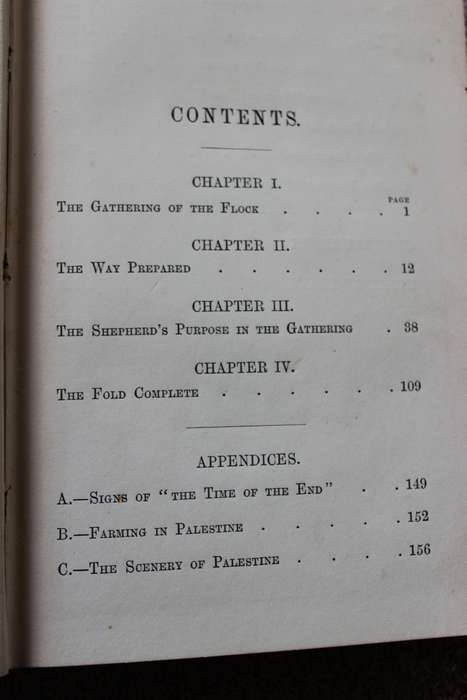 CONTENTS.
CHAPTER I.
PAGE
THE GATHERING OF THE FLOCK . . . . 1
CHAPTER II.
THE WAY PREPARED . . . . . . 12
CHAPTER III.
THE SHEPHERD'S PURPOSE IN THE GATHERING . 38
CHAPTER IV.
THE FOLD COMPLETE . . . . . . 109
APPENDICES.
A.—SIGNS OF "THE TIME OF THE END" . . 149
B.—FARMING IN PALESTINE . . . . . 152
C.—THE SCENERY OF PALESTINE . . . . 156